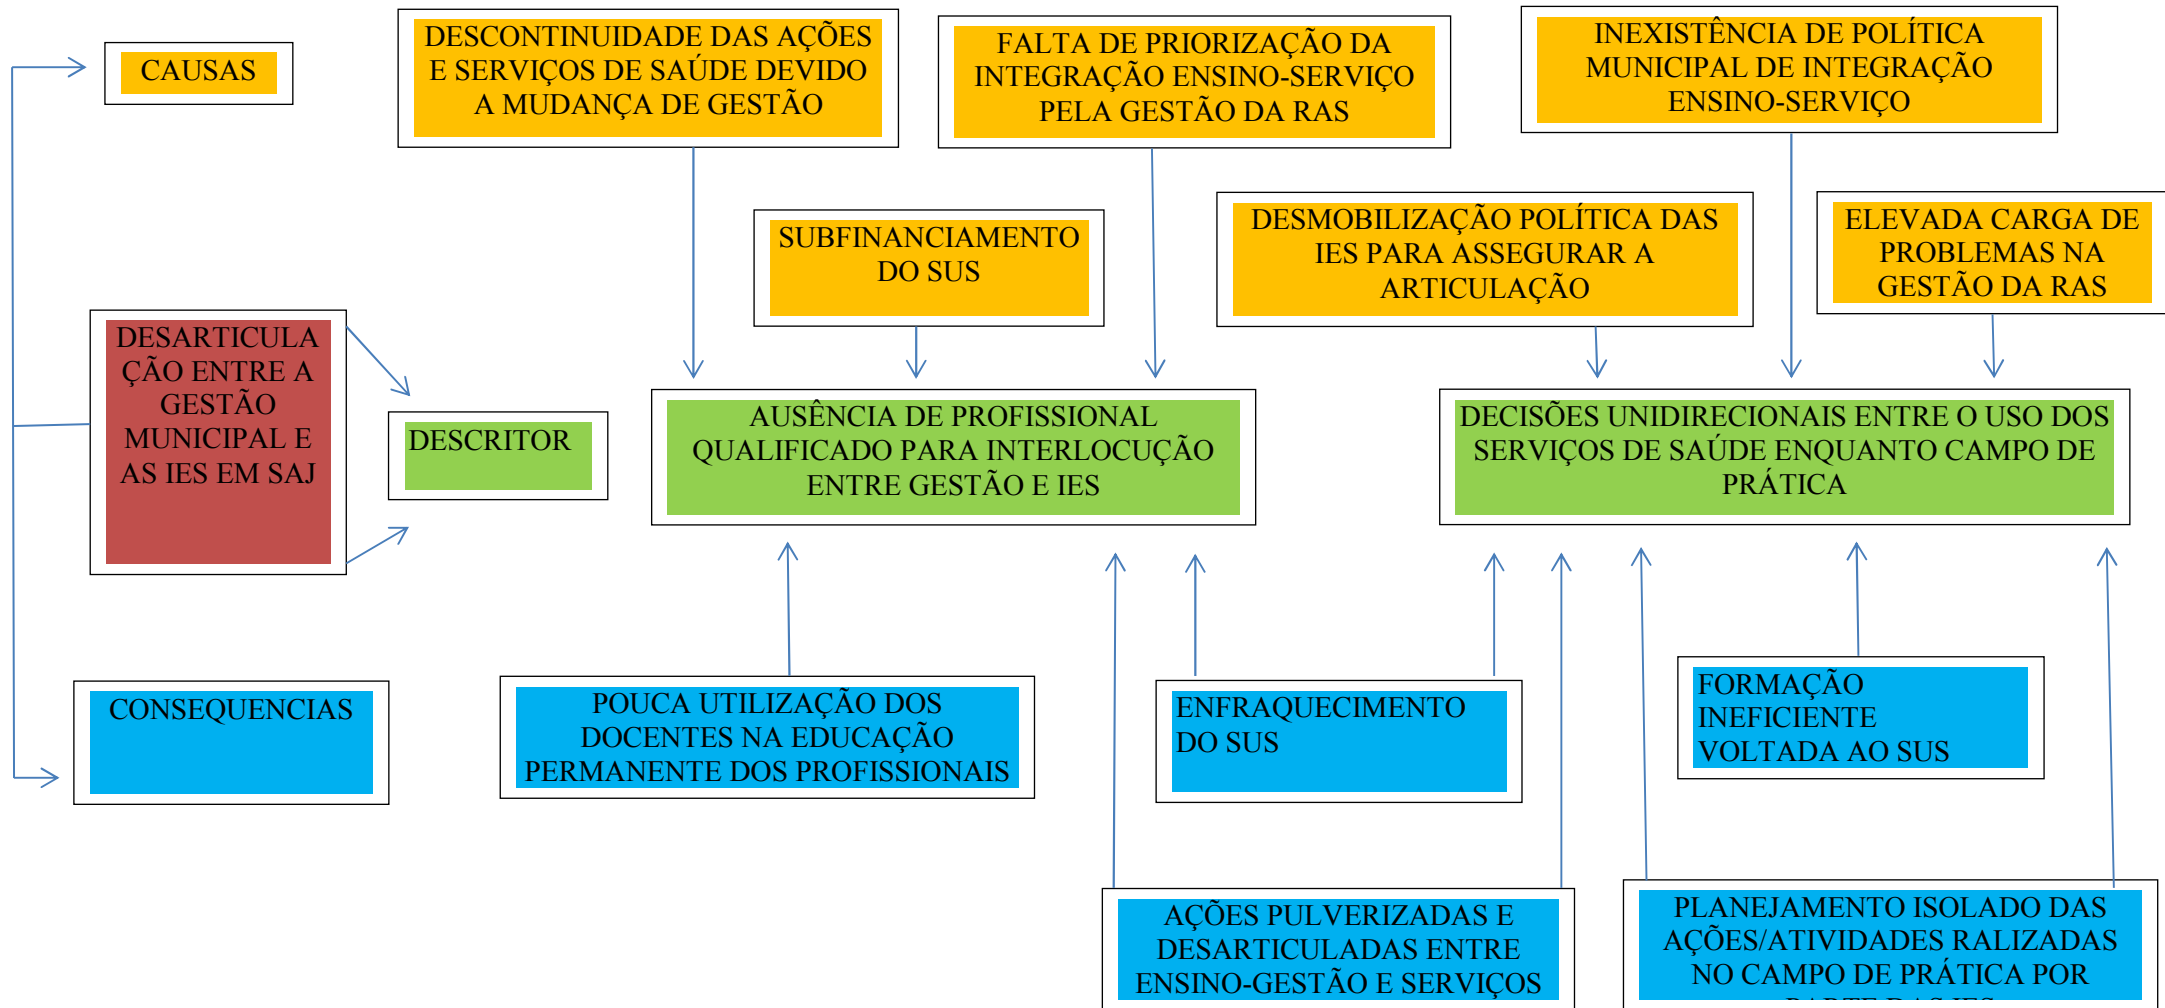 CAUSAS
DESCONTINUIDADE DAS AÇÕES
E SERVIÇOS DE SAÚDE DEVIDO
A MUDANÇA DE GESTÃO
FALTA DE PRIORIZAÇÃO DA
INTEGRAÇÃO ENSINO-SERVIÇO
PELA GESTÃO DA RAS
INEXISTÊNCIA DE POLÍTICA
MUNICIPAL DE INTEGRAÇÃO
ENSINO-SERVIÇO
SUBFINANCIAMENTO
DO SUS
DESMOBILIZAÇÃO POLÍTICA DAS
IES PARA ASSEGURAR A
ARTICULAÇÃO
ELEVADA CARGA DE
PROBLEMAS NA
GESTÃO DA RAS
DESARTICULA
ÇÃO ENTRE A
GESTÃO
MUNICIPAL E
AS IES EM SAJ
DESCRITOR
AUSÊNCIA DE PROFISSIONAL
QUALIFICADO PARA INTERLOCUÇÃO
ENTRE GESTÃO E IES
DECISÕES UNIDIRECIONAIS ENTRE O USO DOS
SERVIÇOS DE SAÚDE ENQUANTO CAMPO DE
PRÁTICA
CONSEQUENCIAS
POUCA UTILIZAÇÃO DOS
DOCENTES NA EDUCAÇÃO
PERMANENTE DOS PROFISSIONAIS
ENFRAQUECIMENTO
DO SUS
FORMAÇÃO
INEFICIENTE
VOLTADA AO SUS
AÇÕES PULVERIZADAS E
DESARTICULADAS ENTRE
ENSINO-GESTÃO E SERVIÇOS
PLANEJAMENTO ISOLADO DAS
AÇÕES/ATIVIDADES RALIZADAS
NO CAMPO DE PRÁTICA POR
PARTE DAS IES